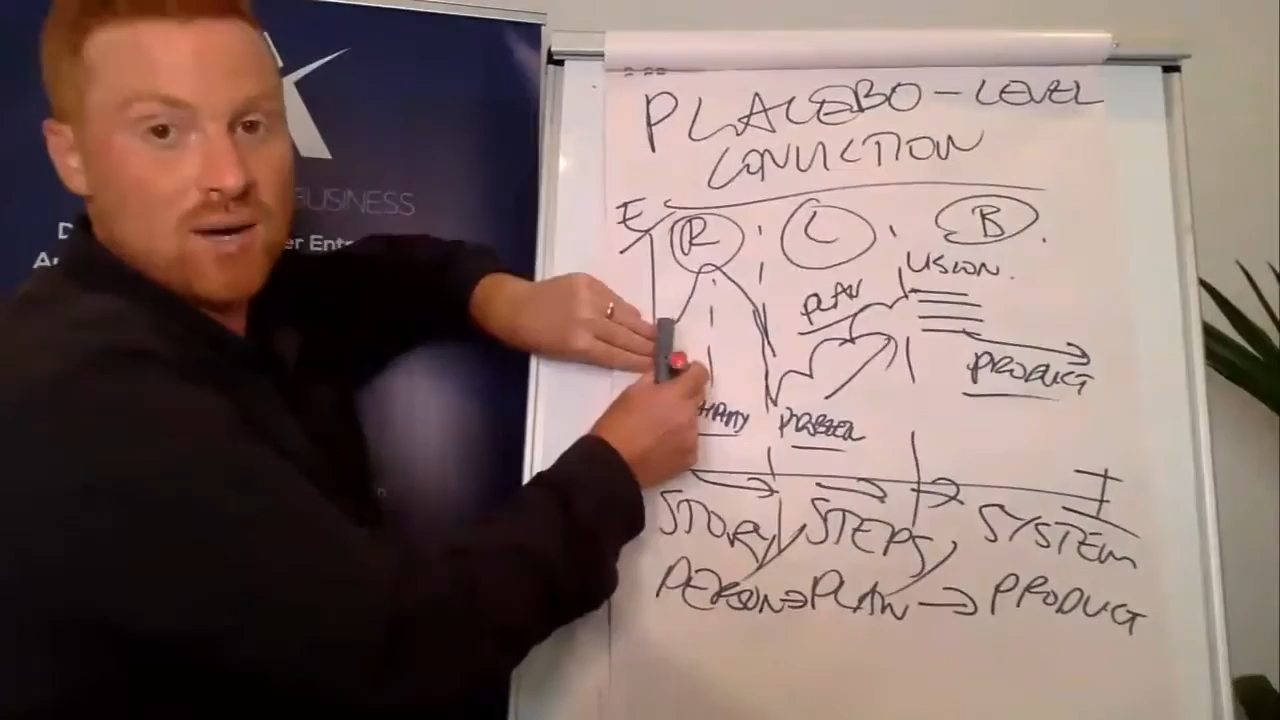 PLACEBO-LEVEL
CONVICTION
E R C B
VISION.
PLAN
PRODUCT
PROBLEM
STORY STEPS SYSTEM
PERSON → PLAN → PRODUCT
BUSINESS